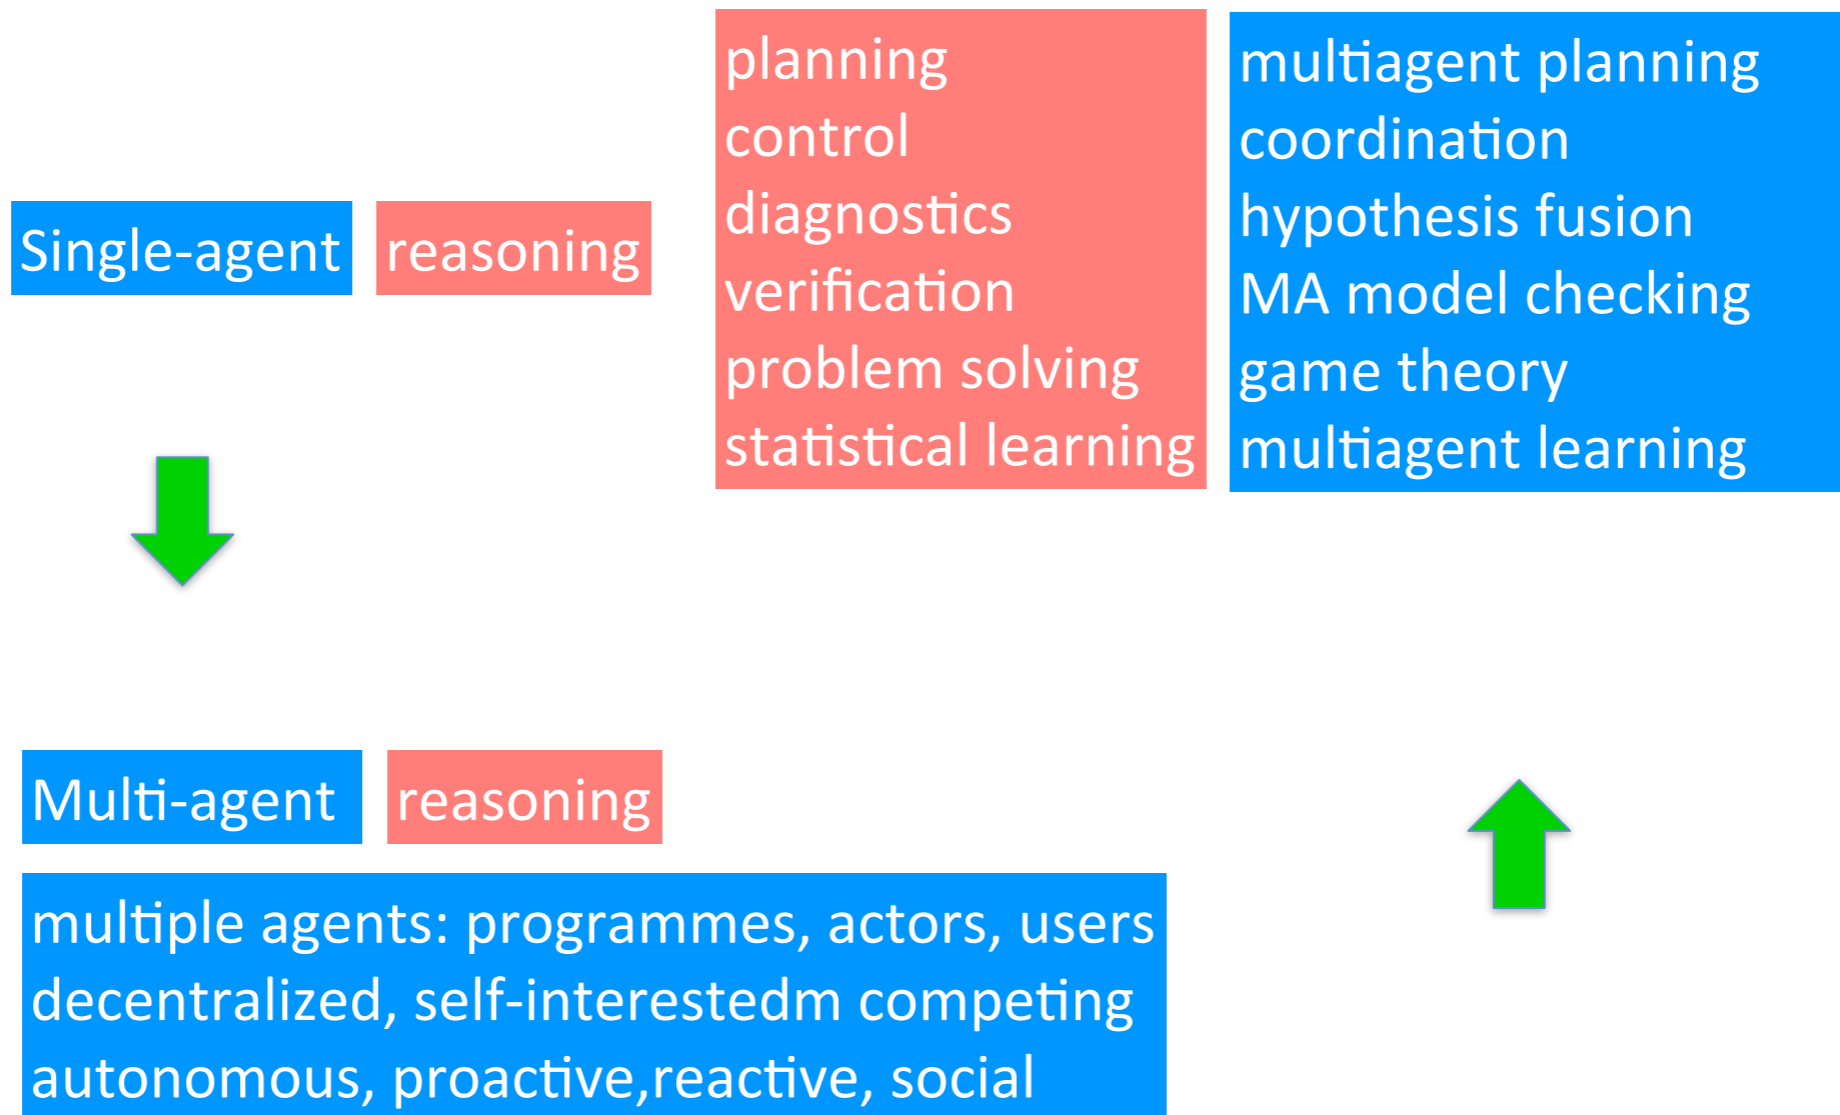 Single-agent reasoning
planning
control
diagnostics
verification
problem solving
statistical learning
multiagent planning
coordination
hypothesis fusion
MA model checking
game theory
multiagent learning
Multi-agent reasoning
multiple agents: programmes, actors, users
decentralized, self-interestedm competing
autonomous, proactive,reactive, social